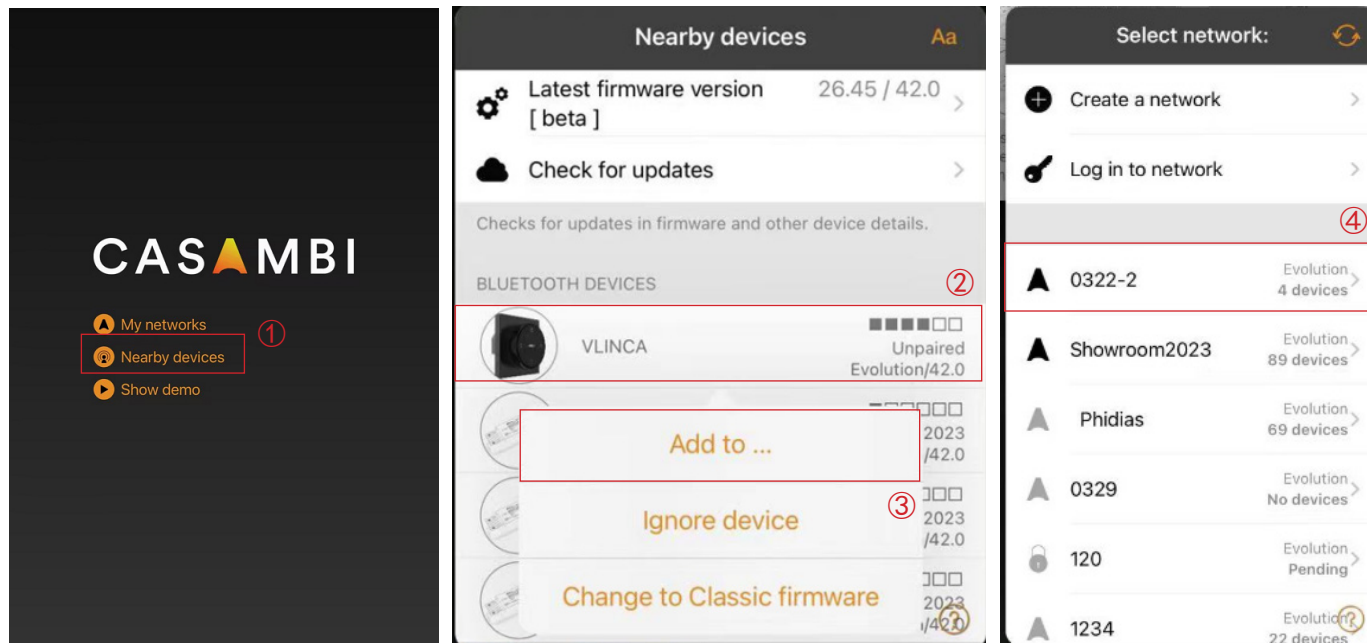 CASAMBI
My networks
Nearby devices
①
Show demo
Nearby devices
Aa
Latest firmware version
26.45 / 42.0
[ beta ]
Check for updates
Checks for updates in firmware and other device details.
BLUETOOTH DEVICES
②
VLINCA
Unpaired
Evolution/42.0
2023
/42.0
Add to ...
③
2023
/42.0
Ignore device
2023
/42.0
Change to Classic firmware
Select network:
Create a network
Log in to network
④
0322-2
Evolution
4 devices
Showroom2023
Evolution
89 devices
Phidias
Evolution
69 devices
0329
Evolution
No devices
120
Evolution
Pending
1234
Evolution
22 devices